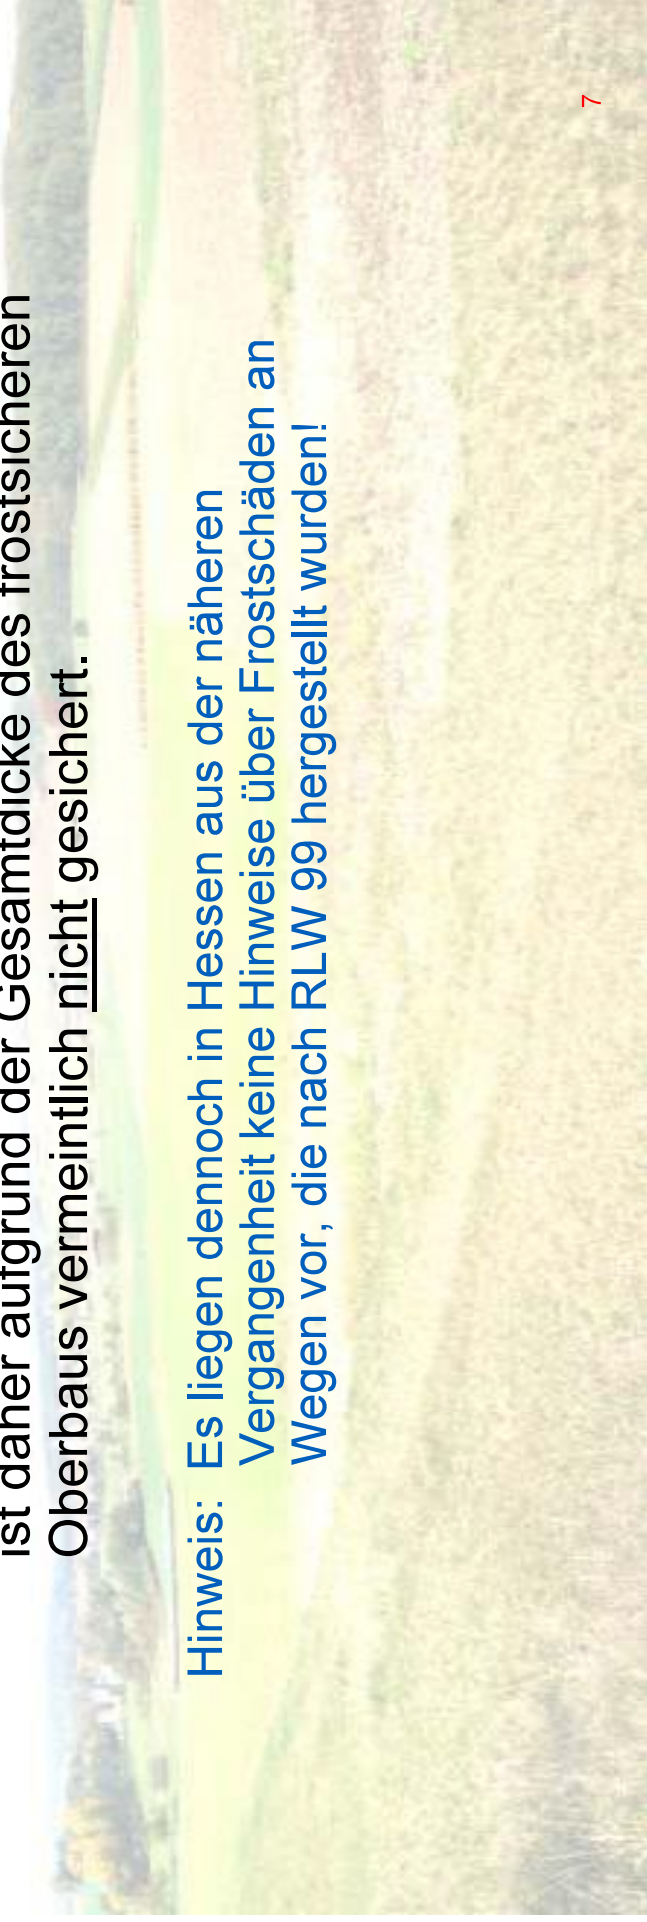 ist daher aufgrund der Gesamtdicke des frostsicheren
Oberbaus vermeintlich nicht gesichert.
Hinweis: Es liegen dennoch in Hessen aus der näheren
Vergangenheit keine Hinweise über Frostschäden an
Wegen vor, die nach RLW 99 hergestellt wurden!
7